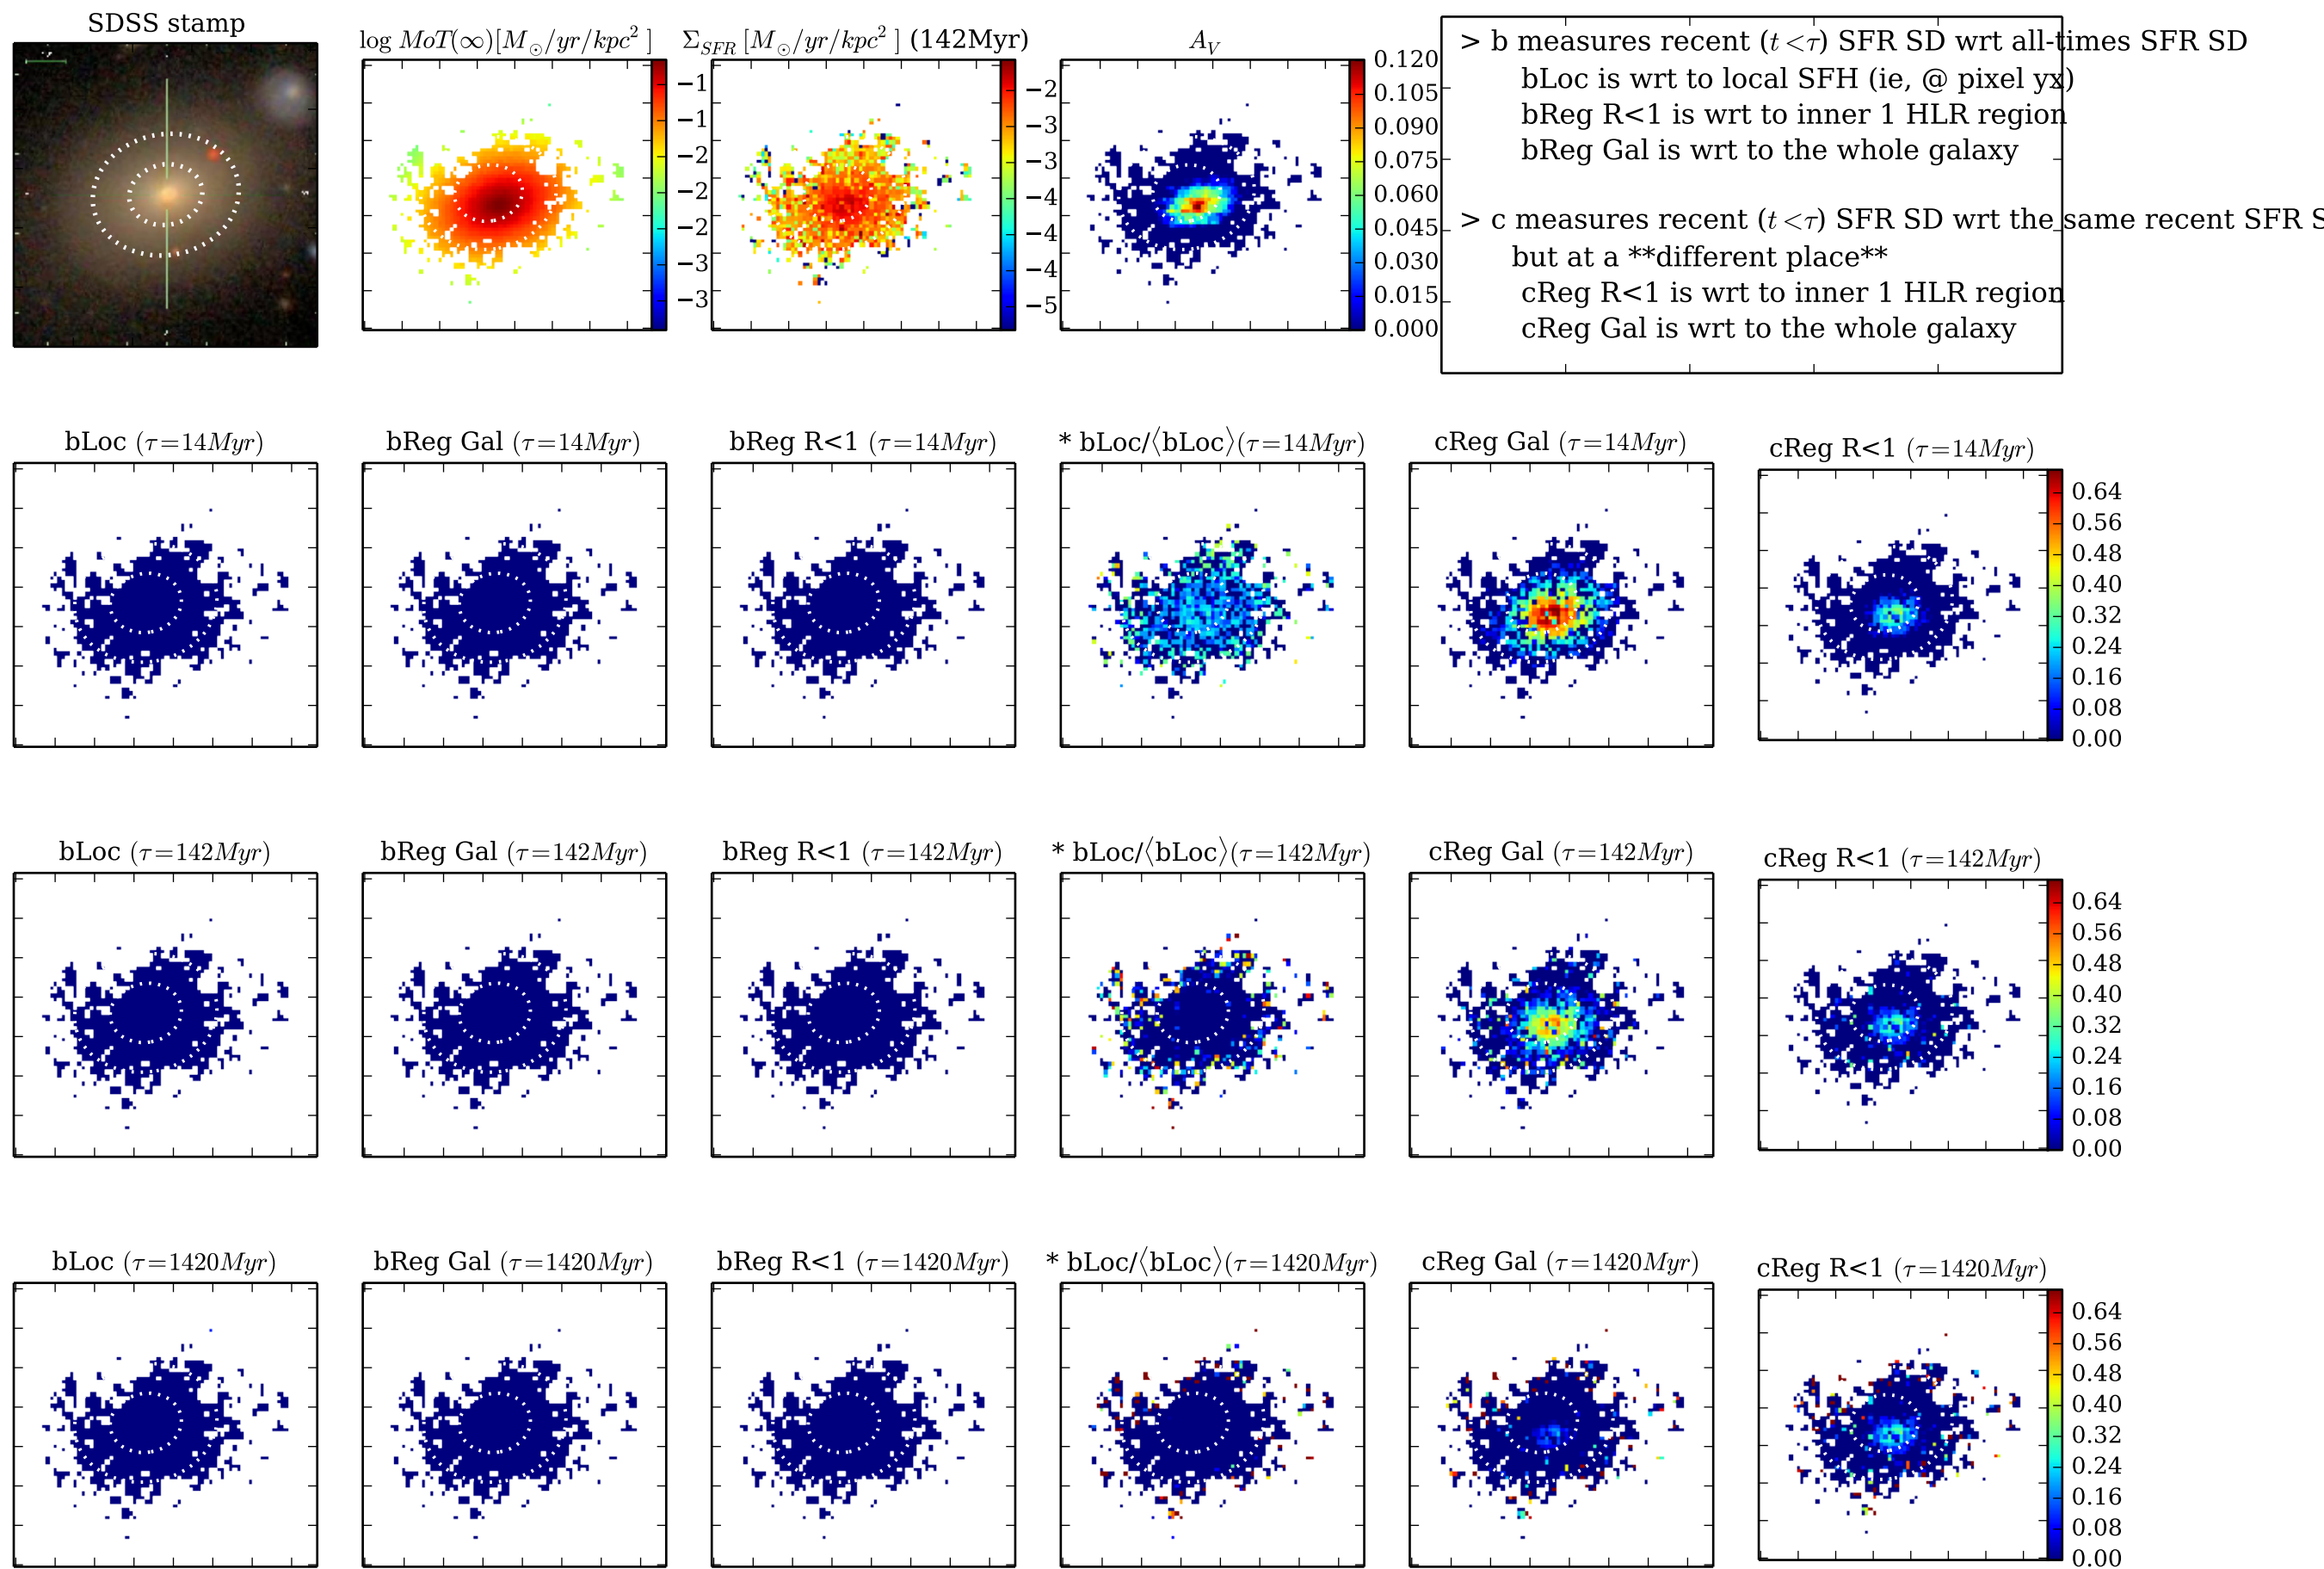 SDSS stamp
log MoT(∞)[M⊙/yr/kpc²]
Σ_SFR [M⊙/yr/kpc²] (142Myr)
A_V
−1
−1
−2
−2
−2
−3
−3
−2
−3
−3
−4
−4
−4
−5
0.120
0.105
0.090
0.075
0.060
0.045
0.030
0.015
0.000
> b measures recent (t<τ) SFR SD wrt all-times SFR SD
bLoc is wrt to local SFH (ie, @ pixel yx)
bReg R<1 is wrt to inner 1 HLR region
bReg Gal is wrt to the whole galaxy
> c measures recent (t<τ) SFR SD wrt the same recent SFR S
but at a **different place**
cReg R<1 is wrt to inner 1 HLR region
cReg Gal is wrt to the whole galaxy
bLoc (τ=14Myr)
bReg Gal (τ=14Myr)
bReg R<1 (τ=14Myr)
* bLoc/⟨bLoc⟩(τ=14Myr)
cReg Gal (τ=14Myr)
cReg R<1 (τ=14Myr)
0.64
0.56
0.48
0.40
0.32
0.24
0.16
0.08
0.00
bLoc (τ=142Myr)
bReg Gal (τ=142Myr)
bReg R<1 (τ=142Myr)
* bLoc/⟨bLoc⟩(τ=142Myr)
cReg Gal (τ=142Myr)
cReg R<1 (τ=142Myr)
0.64
0.56
0.48
0.40
0.32
0.24
0.16
0.08
0.00
bLoc (τ=1420Myr)
bReg Gal (τ=1420Myr)
bReg R<1 (τ=1420Myr)
* bLoc/⟨bLoc⟩(τ=1420Myr)
cReg Gal (τ=1420Myr)
cReg R<1 (τ=1420Myr)
0.64
0.56
0.48
0.40
0.32
0.24
0.16
0.08
0.00